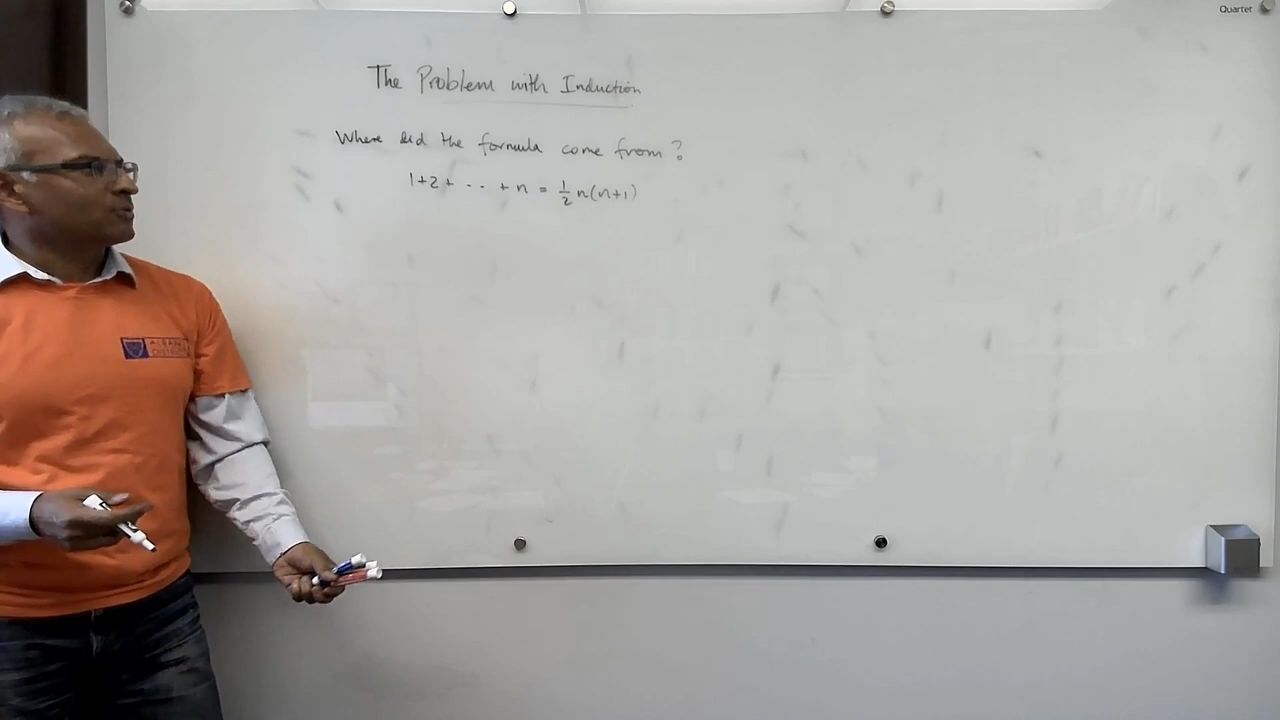 Quartet
The Problem with Induction
Where did the formula come from?
1+2+ ··· + n = 1/2 n(n+1)